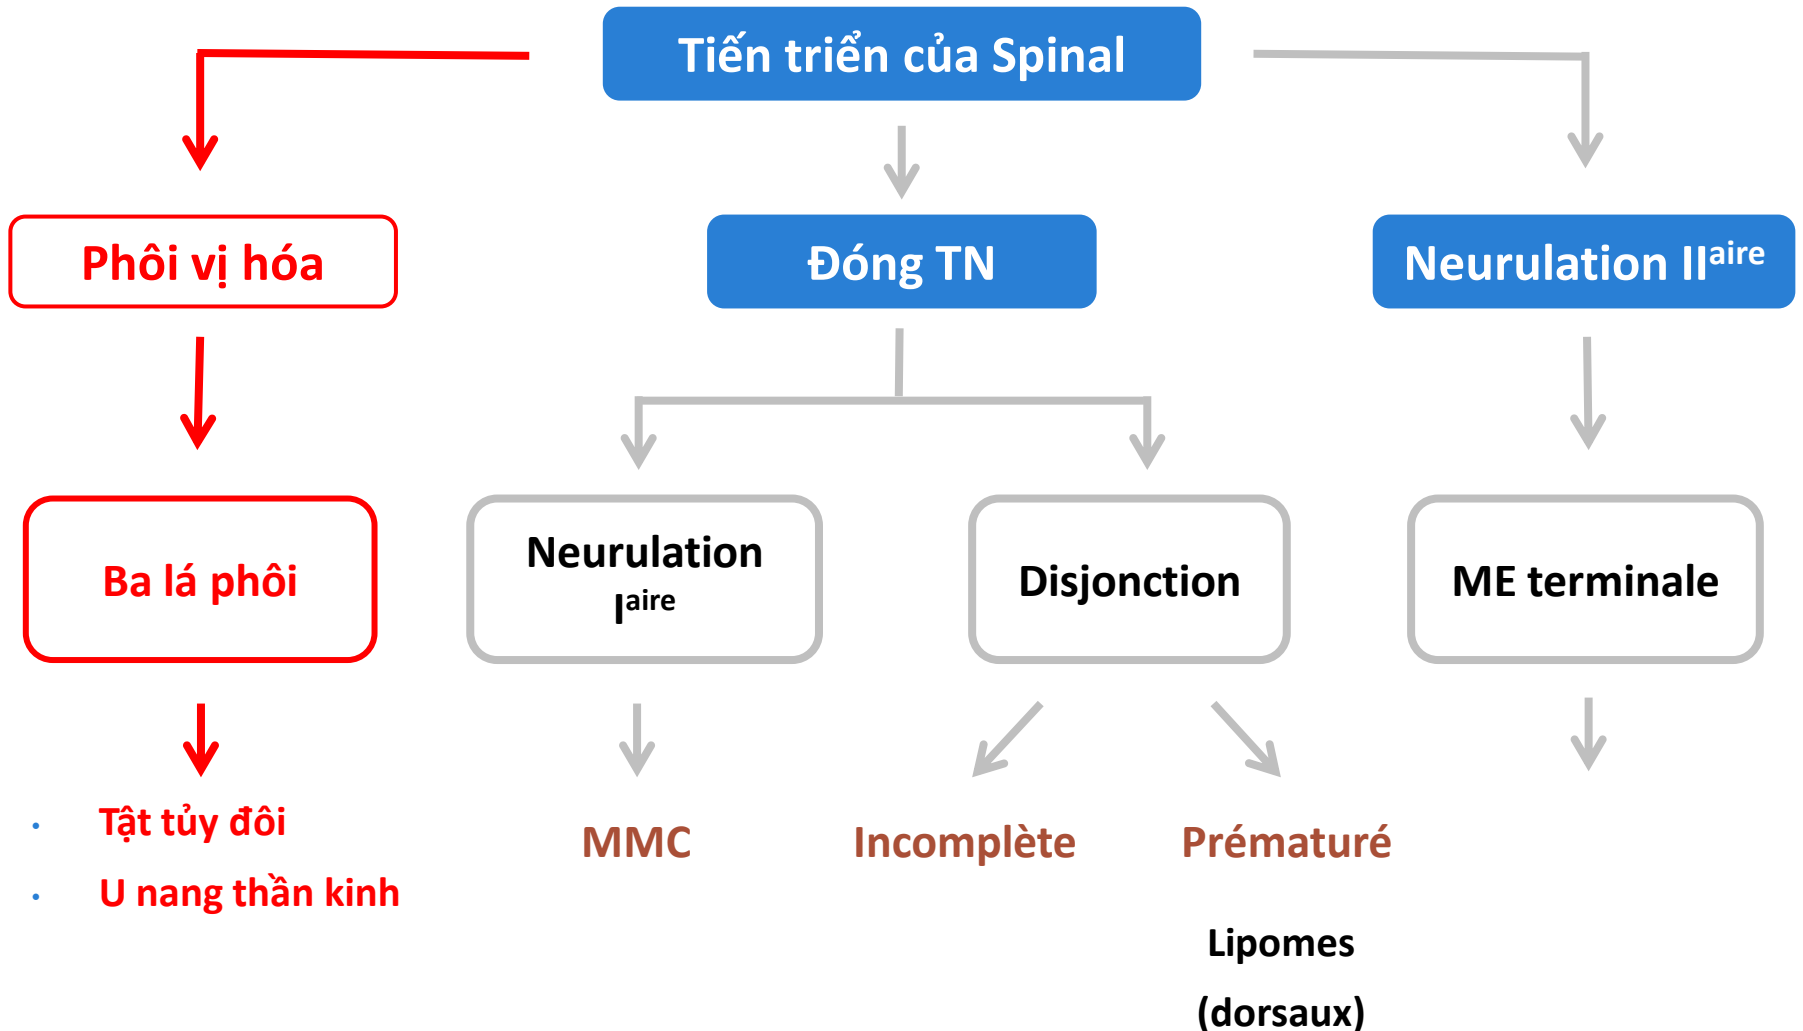 Tiến triển của Spinal
Phôi vị hóa
Đóng TN
Neurulation IIaire
Ba lá phôi
Neurulation
Iaire
Disjonction
ME terminale
• Tật tủy đôi
• U nang thần kinh
MMC
Incomplète
Prématuré
Lipomes
(dorsaux)